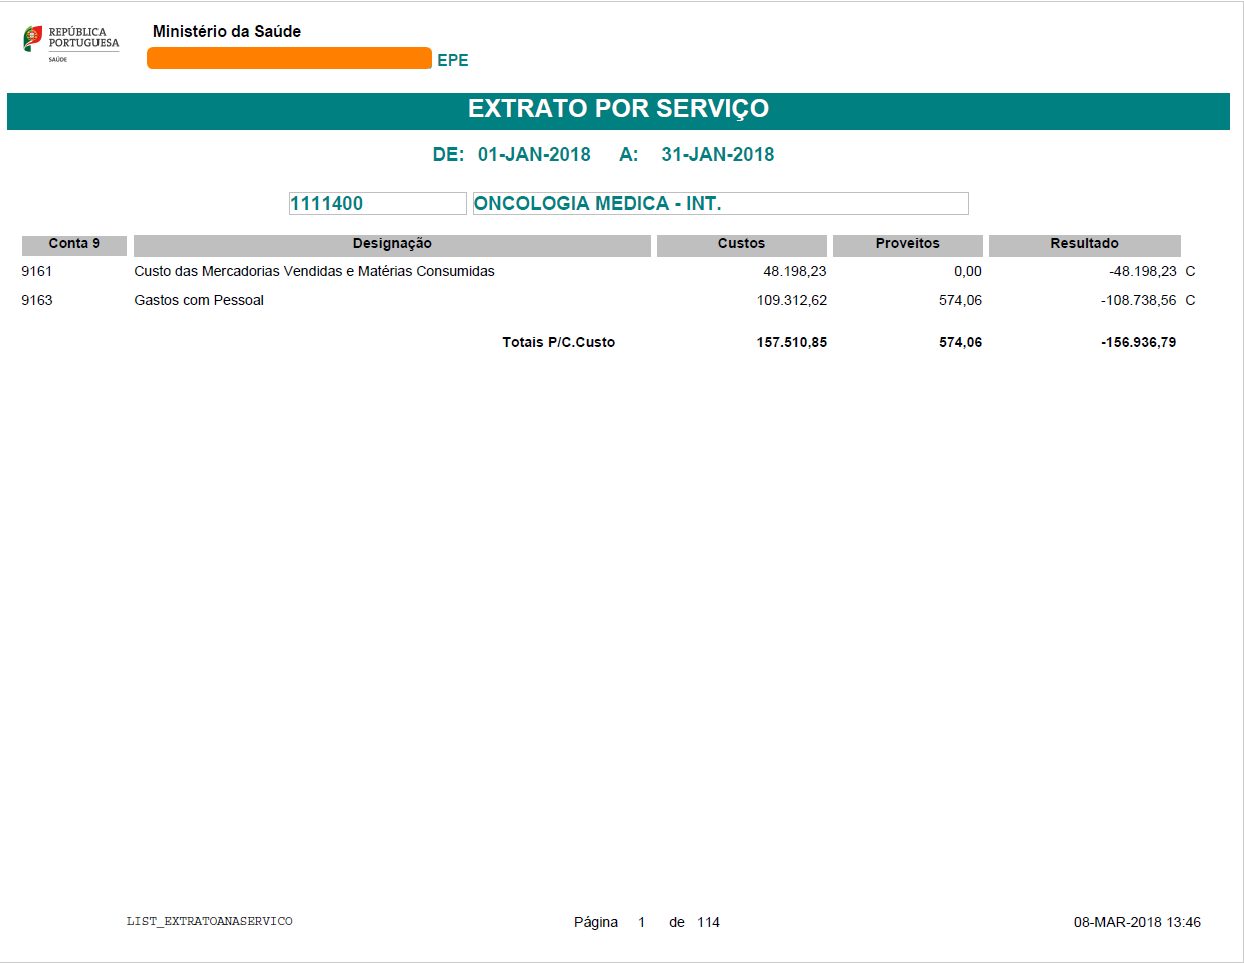 REPÚBLICA
PORTUGUESA
SAÚDE
Ministério da Saúde
EPE
EXTRATO POR SERVIÇO
DE: 01-JAN-2018 A: 31-JAN-2018
1111400 ONCOLOGIA MEDICA - INT.
Conta 9 Designação Custos Proveitos Resultado
9161 Custo das Mercadorias Vendidas e Matérias Consumidas 48.198,23 0,00 -48.198,23 C
9163 Gastos com Pessoal 109.312,62 574,06 -108.738,56 C
Totais P/C.Custo 157.510,85 574,06 -156.936,79
LIST_EXTRATOANASERVICO Página 1 de 114 08-MAR-2018 13:46